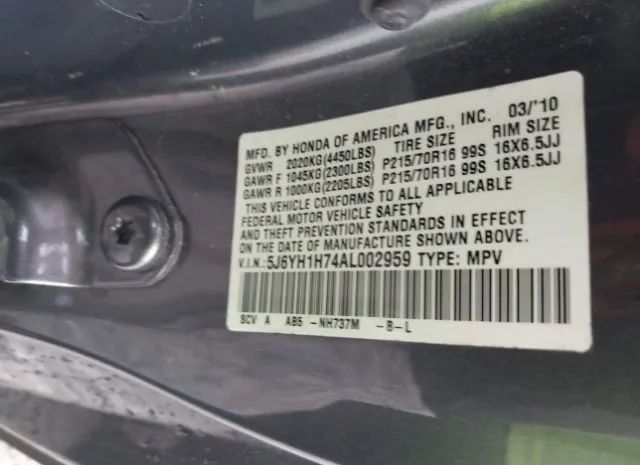 MFD. BY HONDA OF AMERICA MFG., INC. 03/'10
GVWR 2020KG(4450LBS) TIRE SIZE RIM SIZE
GAWR F 1045KG(2300LBS) P215/70R16 99S 16X6.5JJ
GAWR R 1000KG(2205LBS) P215/70R16 99S 16X6.5JJ
THIS VEHICLE CONFORMS TO ALL APPLICABLE
FEDERAL MOTOR VEHICLE SAFETY
AND THEFT PREVENTION STANDARDS IN EFFECT
ON THE DATE OF MANUFACTURE SHOWN ABOVE.
V.I.N.: 5J6YH1H74AL002959 TYPE: MPV
SCV A AB5 -NH737M -B-L